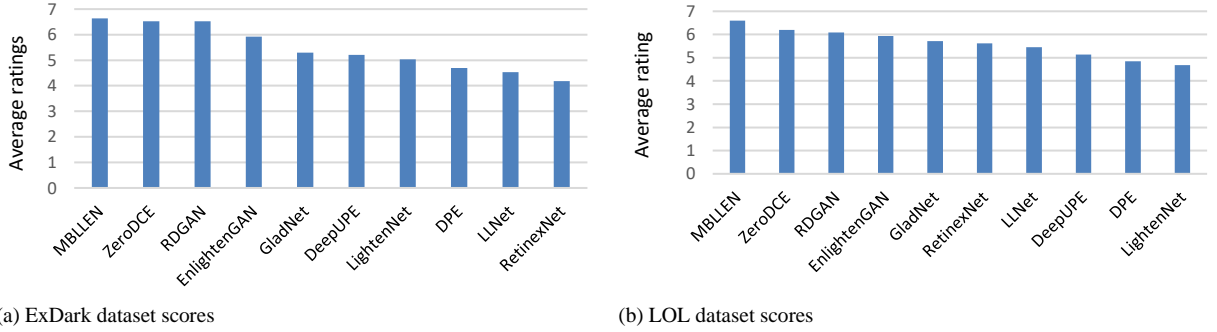 Average ratings
7
6
5
4
3
2
1
0
MBLLEN
ZeroDCE
RDGAN
EnlightenGAN
GladNet
DeepUPE
LightenNet
DPE
LLNet
RetinexNet
(a) ExDark dataset scores
Average rating
7
6
5
4
3
2
1
0
MBLLEN
ZeroDCE
RDGAN
EnlightenGAN
GladNet
RetinexNet
LLNet
DeepUPE
DPE
LightenNet
(b) LOL dataset scores